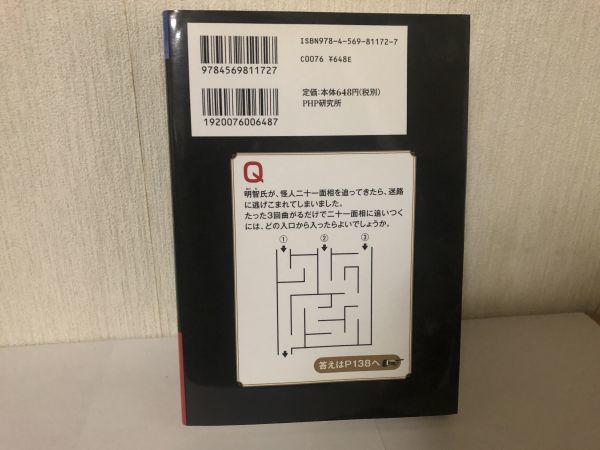 ISBN978-4-569-81172-7
C0076 ¥648E
9784569811727
定価:本体648円(税別)
PHP研究所
1920076006487
Q
明智氏が、怪人二十一面相を追ってきたら、迷路
に逃げこまれてしまいました。
たった3回曲がるだけで二十一面相に追いつく
には、どの入口から入ったらよいでしょうか。
① ② ③
答えはP138へ